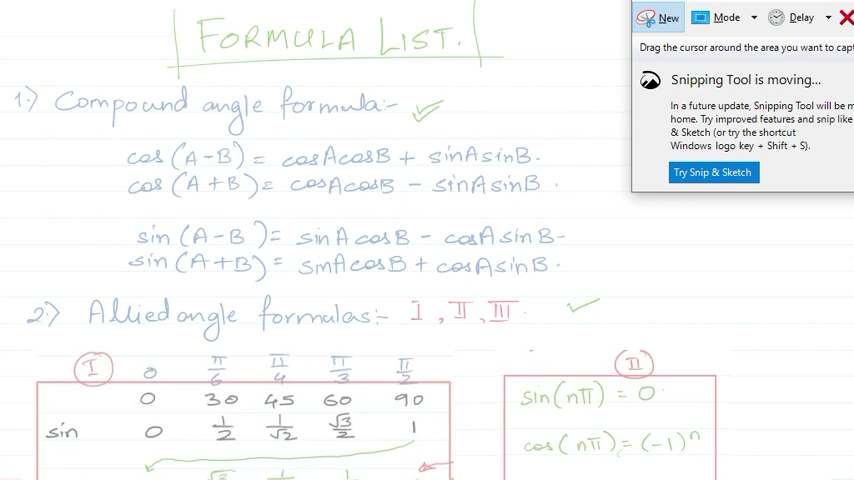 FORMULA LIST.
1.) Compound angle formula:-
cos(A-B) = cosAcosB + sinAsinB.
cos(A+B) = cosAcosB - sinAsinB.
sin(A-B) = sinAcosB - cosAsinB-
sin(A+B) = sinAcosB + cosAsinB.
2.) Allied angle formulas:- I, II, III.
I
0 π/6 π/4 π/3 π/2
0 30 45 60 90
sin 0 1/2 1/√2 √3/2 1
II
sin(nπ) = 0
cos(nπ) = (-1)^n
New Mode Delay
Drag the cursor around the area you want to capt
Snipping Tool is moving...
In a future update, Snipping Tool will be m
home. Try improved features and snip like
& Sketch (or try the shortcut
Windows logo key + Shift + S).
Try Snip & Sketch